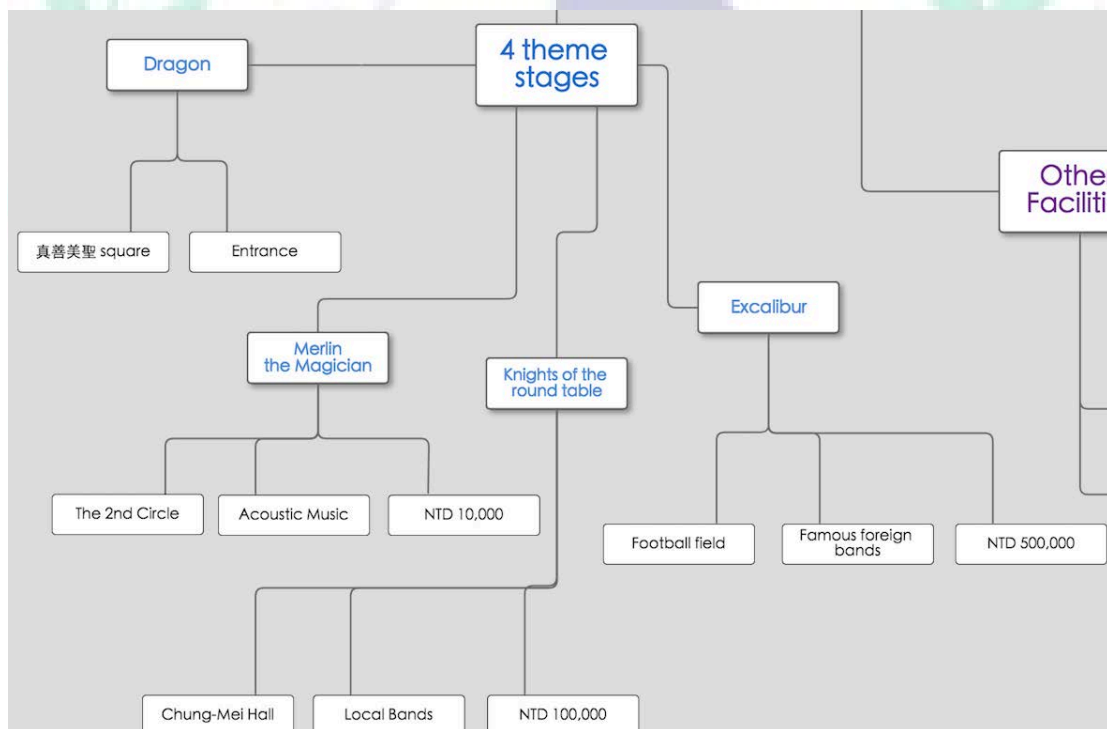 4 theme
stages
Dragon
真善美聖 square
Entrance
Merlin
the Magician
The 2nd Circle
Acoustic Music
NTD 10,000
Knights of the
round table
Chung-Mei Hall
Local Bands
NTD 100,000
Excalibur
Football field
Famous foreign
bands
NTD 500,000
Othe
Faciliti